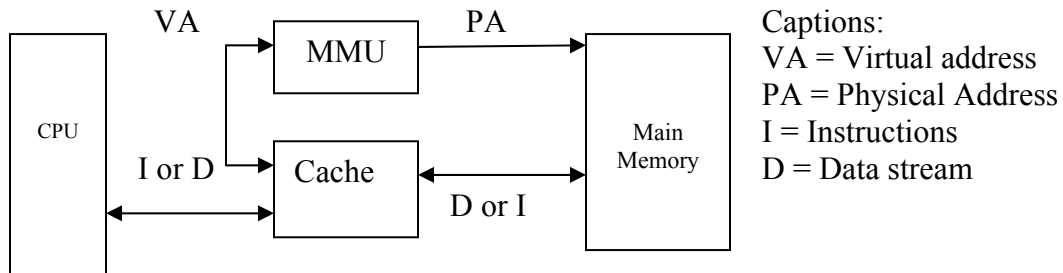 VA
PA
MMU
CPU
I or D
Cache
D or I
Main
Memory
Captions:
VA = Virtual address
PA = Physical Address
I = Instructions
D = Data stream